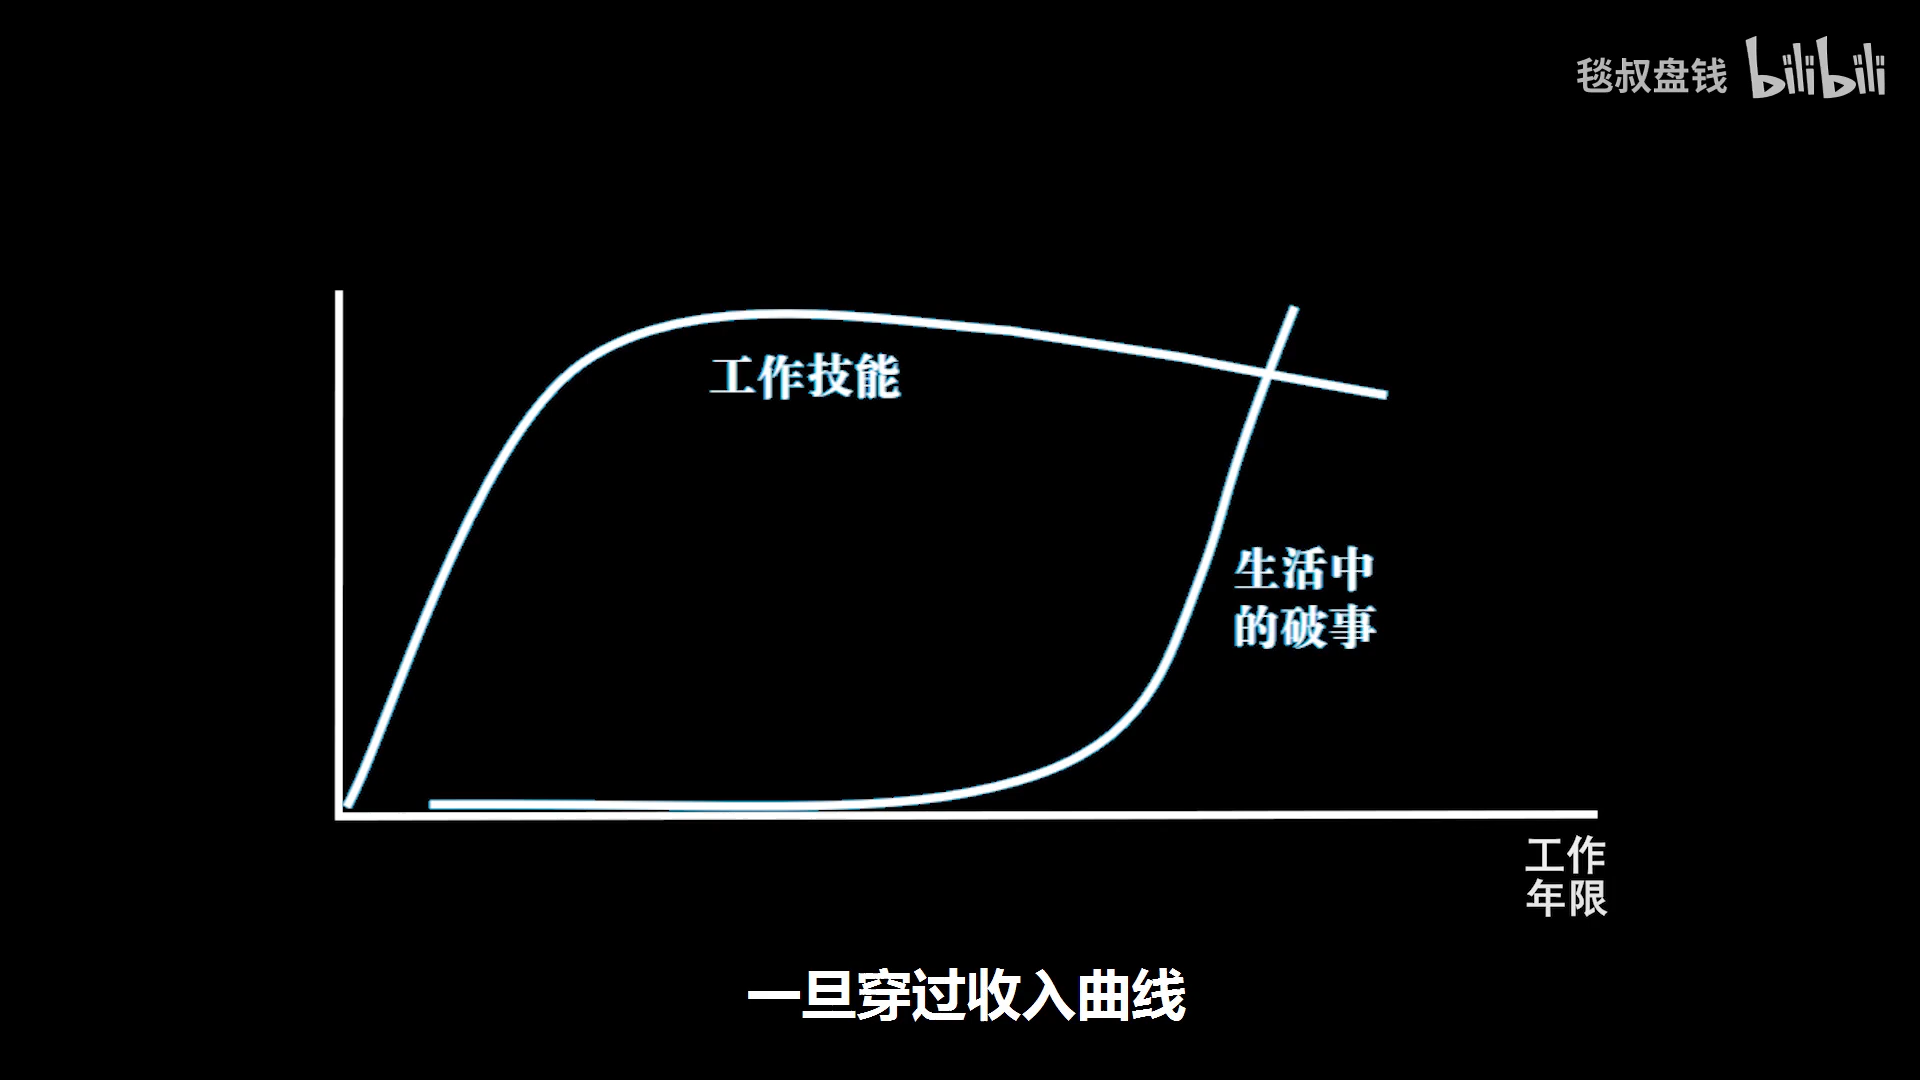 毯叔盘钱 bilibili
工作技能
生活中
的破事
工作
年限
一旦穿过收入曲线